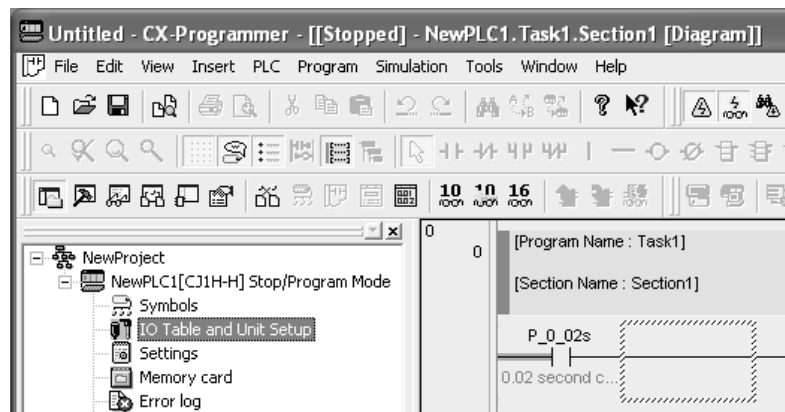 Untitled - CX-Programmer - [[Stopped] - NewPLC1.Task1.Section1 [Diagram]]
File Edit View Insert PLC Program Simulation Tools Window Help
10 10 16
0
0
[Program Name : Task1]
[Section Name : Section1]
P_0_02s
0.02 second c...
NewProject
NewPLC1[CJ1H-H] Stop/Program Mode
Symbols
IO Table and Unit Setup
Settings
Memory card
Error log